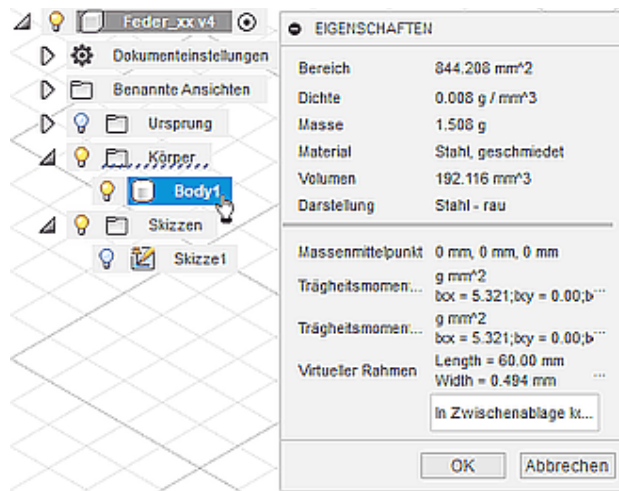 Feder_xx v4
Dokumenteinstellungen
Benannte Ansichten
Ursprung
Körper
Body1
Skizzen
Skizze1
EIGENSCHAFTEN
Bereich 844.208 mm^2
Dichte 0.008 g / mm^3
Masse 1.508 g
Material Stahl, geschmiedet
Volumen 192.116 mm^3
Darstellung Stahl - rau
Massenmittelpunkt 0 mm, 0 mm, 0 mm
Trägheitsmomen... g mm^2
Ixx = 5.321;Ixy = 0.00;I> ...
Trägheitsmomen... g mm^2
Ixx = 5.321;Ixy = 0.00;I> ...
Virtueller Rahmen Length = 60.00 mm
Width = 0.494 mm ...
In Zwischenablage k...
OK Abbrechen